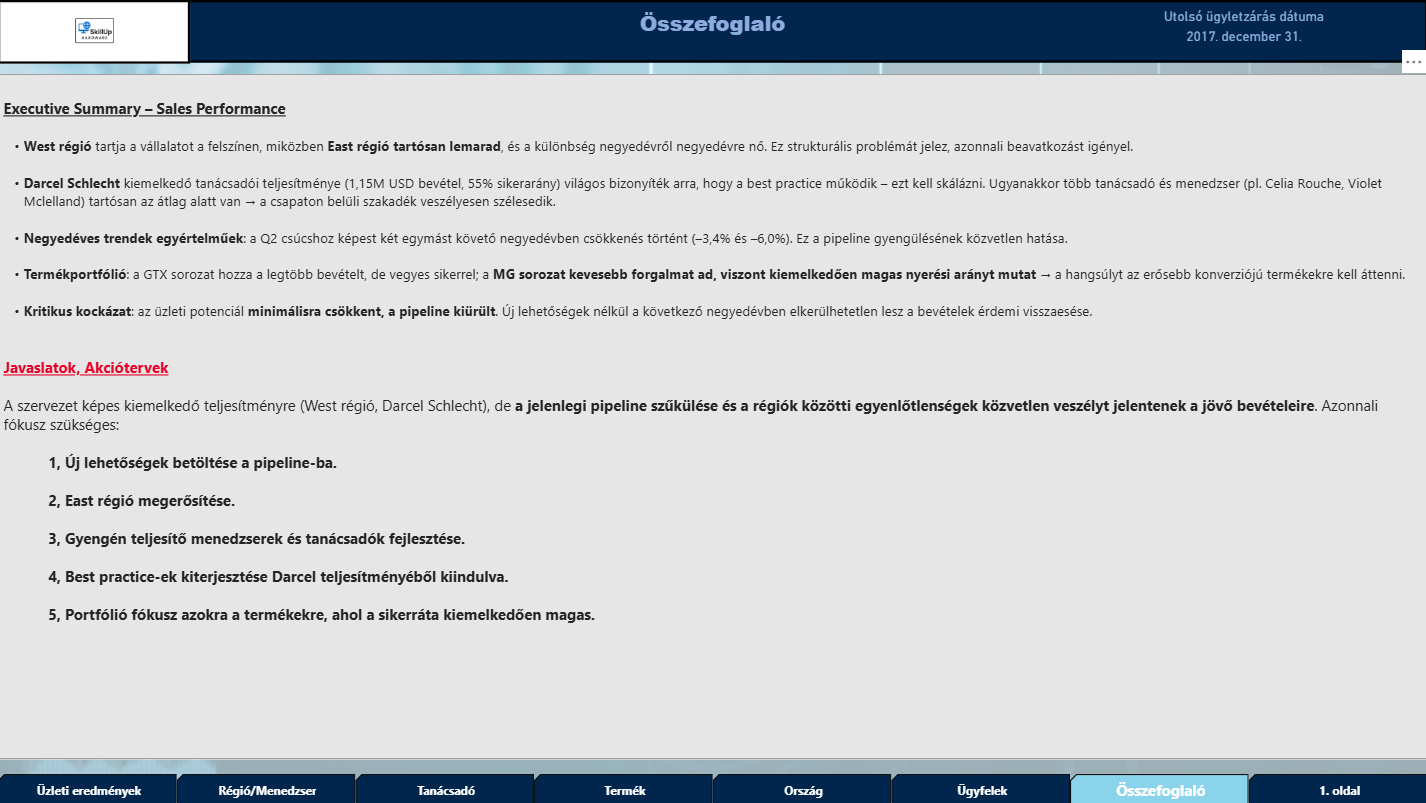 SkillUp
HARDWARE
Összefoglaló
Utolsó ügyletzárás dátuma
2017. december 31.
Executive Summary – Sales Performance
• West régió tartja a vállalatot a felszínen, miközben East régió tartósan lemarad, és a különbség negyedévről negyedévre nő. Ez strukturális problémát jelez, azonnali beavatkozást igényel.
• Darcel Schlecht kiemelkedő tanácsadói teljesítménye (1,15M USD bevétel, 55% sikerarány) világos bizonyíték arra, hogy a best practice működik – ezt kell skálázni. Ugyanakkor több tanácsadó és menedzser (pl. Celia Rouche, Violet
Mclelland) tartósan az átlag alatt van → a csapaton belüli szakadék veszélyesen szélesedik.
• Negyedéves trendek egyértelműek: a Q2 csúcshoz képest két egymást követő negyedévben csökkenés történt (–3,4% és –6,0%). Ez a pipeline gyengülésének közvetlen hatása.
• Termékportfólió: a GTX sorozat hozza a legtöbb bevételt, de vegyes sikerrel; a MG sorozat kevesebb forgalmat ad, viszont kiemelkedően magas nyerési arányt mutat → a hangsúlyt az erősebb konverziójú termékekre kell áttenni.
• Kritikus kockázat: az üzleti potenciál minimálisra csökkent, a pipeline kiürült. Új lehetőségek nélkül a következő negyedévben elkerülhetetlen lesz a bevételek érdemi visszaesése.
Javaslatok, Akciótervek
A szervezet képes kiemelkedő teljesítményre (West régió, Darcel Schlecht), de a jelenlegi pipeline szűkülése és a régiók közötti egyenlőtlenségek közvetlen veszélyt jelentenek a jövő bevételeire. Azonnali
fókusz szükséges:
1, Új lehetőségek betöltése a pipeline-ba.
2, East régió megerősítése.
3, Gyengén teljesítő menedzserek és tanácsadók fejlesztése.
4, Best practice-ek kiterjesztése Darcel teljesítményéből kiindulva.
5, Portfólió fókusz azokra a termékekre, ahol a sikerráta kiemelkedően magas.
Üzleti eredmények
Régió/Menedzser
Tanácsadó
Termék
Ország
Ügyfelek
Összefoglaló
1. oldal